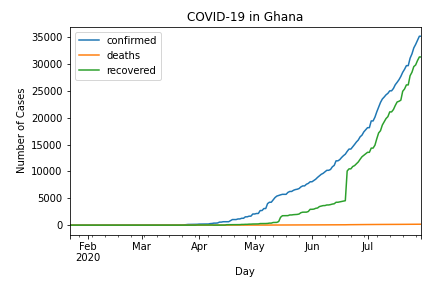 COVID-19 in Ghana
confirmed
deaths
recovered
Number of Cases
35000
30000
25000
20000
15000
10000
5000
0
Feb
2020
Mar
Apr
May
Jun
Jul
Day